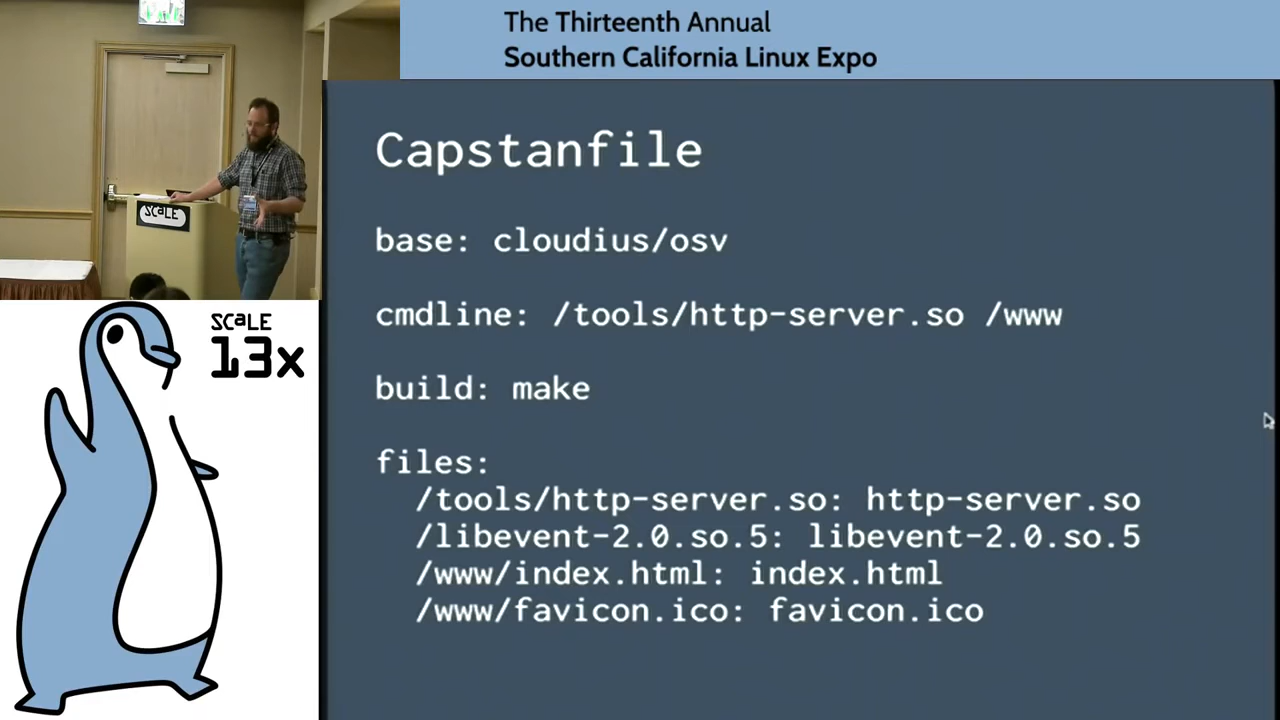 The Thirteenth Annual
Southern California Linux Expo
SCaLE
SCaLE
13x
Capstanfile
base: cloudius/osv
cmdline: /tools/http-server.so /www
build: make
files:
/tools/http-server.so: http-server.so
/libevent-2.0.so.5: libevent-2.0.so.5
/www/index.html: index.html
/www/favicon.ico: favicon.ico